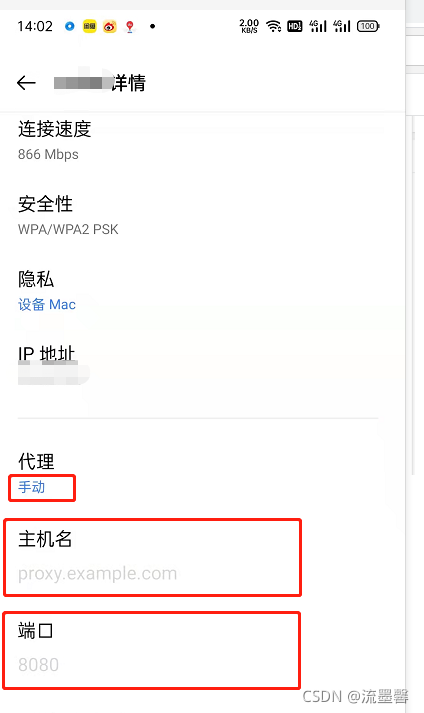 14:02
闲鱼
2.00
KB/S
HD
4G
4G
100
详情
连接速度
866 Mbps
安全性
WPA/WPA2 PSK
隐私
设备 Mac
IP 地址
代理
手动
主机名
proxy.example.com
端口
8080
CSDN @流墨馨